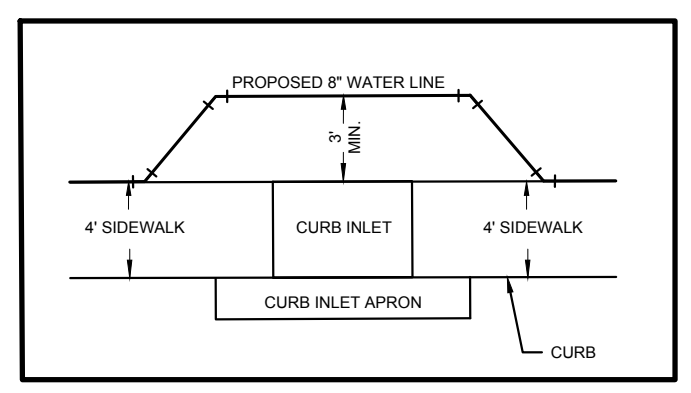 PROPOSED 8" WATER LINE
3'
MIN.
4' SIDEWALK
CURB INLET
4' SIDEWALK
CURB INLET APRON
CURB